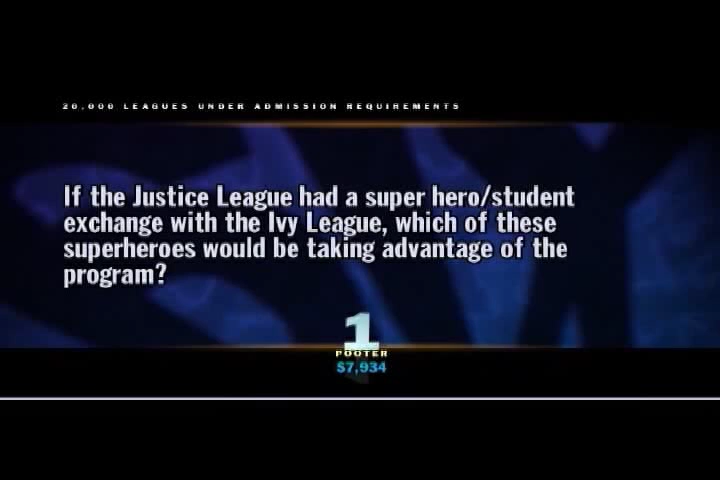 20,000 LEAGUES UNDER ADMISSION REQUIREMENTS
If the Justice League had a super hero/student
exchange with the Ivy League, which of these
superheroes would be taking advantage of the
program?
1
POOTER
$7,934